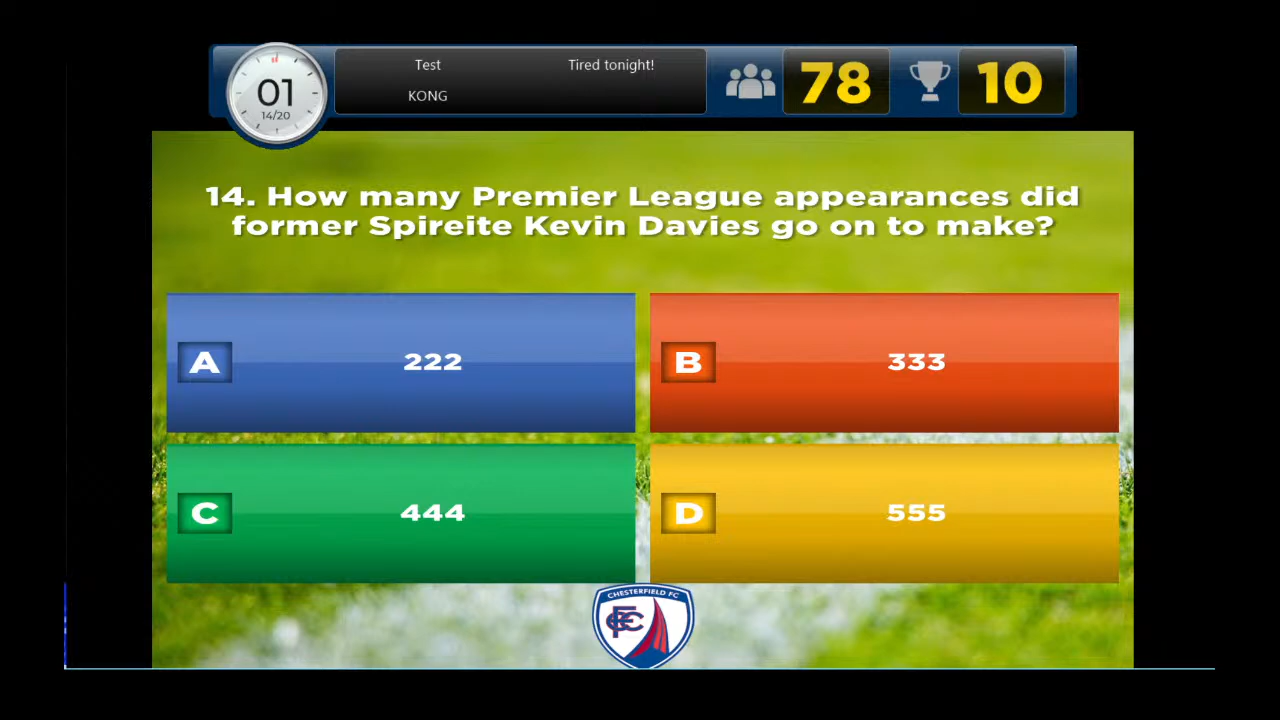 01
14/20
Test Tired tonight!
KONG
78
10
14. How many Premier League appearances did
former Spireite Kevin Davies go on to make?
A 222
B 333
C 444
D 555
CHESTERFIELD FC
CFC